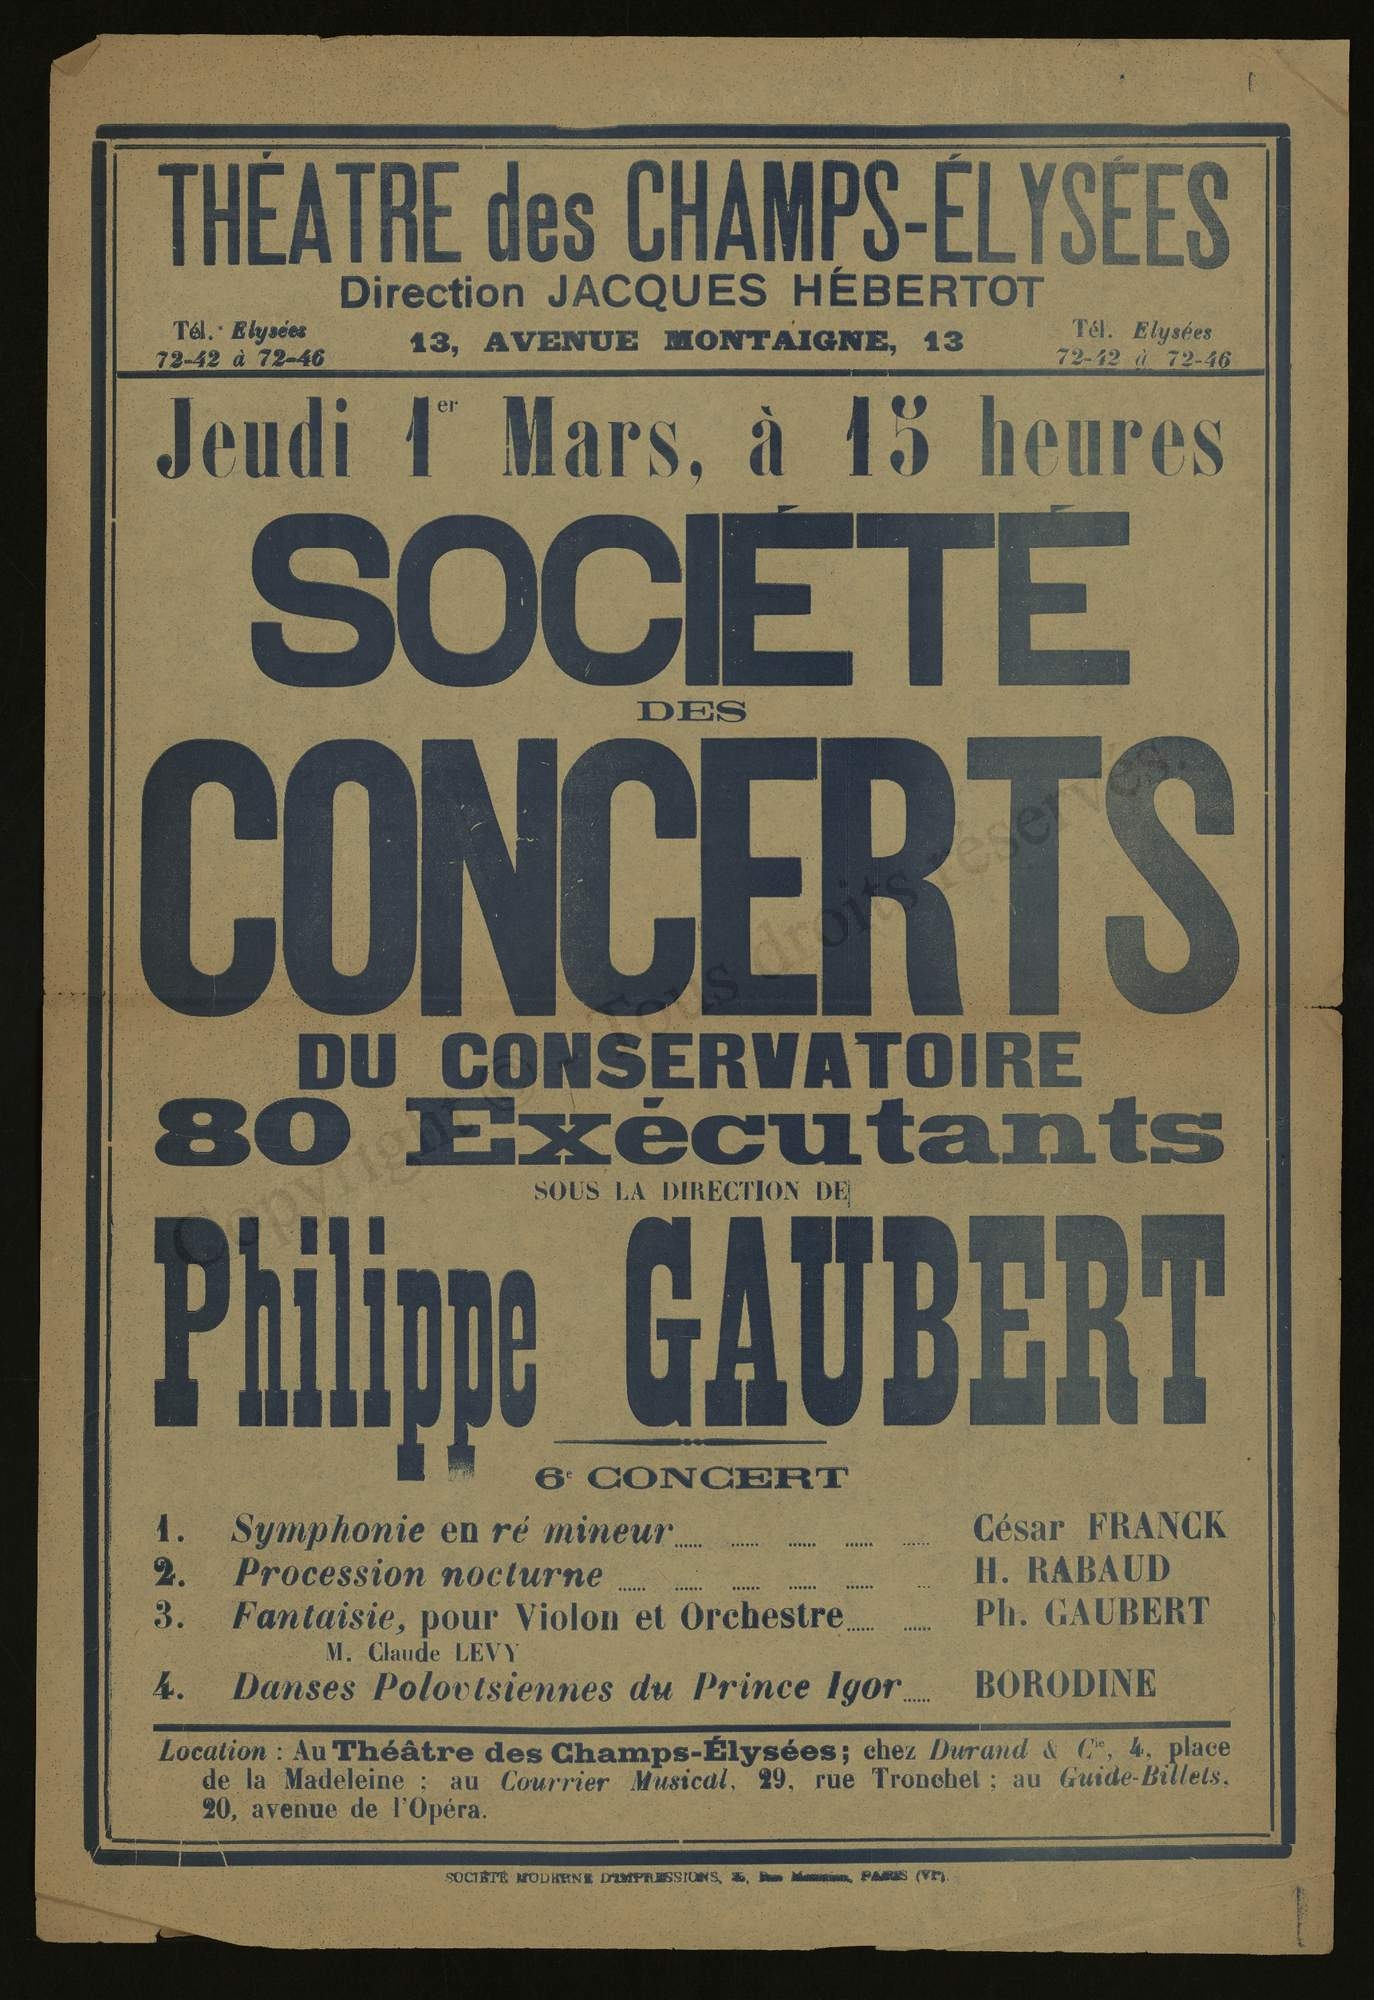 THÉATRE des CHAMPS-ÉLYSÉES
Direction JACQUES HÉBERTOT
Tél. Elysées
72-42 à 72-46
13, AVENUE MONTAIGNE, 13
Tél. Elysées
72-42 à 72-46
Jeudi 1er Mars, à 15 heures
SOCIÉTÉ
DES
CONCERTS
DU CONSERVATOIRE
80 Exécutants
SOUS LA DIRECTION DE
Philippe GAUBERT
6e CONCERT
1. Symphonie en ré mineur ...... ...... ...... ...... ..... César FRANCK
2. Procession nocturne ...... ...... ...... ...... ...... ... H. RABAUD
3. Fantaisie, pour Violon et Orchestre ...... ...... Ph. GAUBERT
M. Claude LEVY
4. Danses Polovtsiennes du Prince Igor ...... BORODINE
Location : Au Théâtre des Champs-Élysées ; chez Durand & Cie, 4, place
de la Madeleine ; au Courrier Musical, 29, rue Tronchet ; au Guide-Billets,
20, avenue de l'Opéra.
SOCIÉTÉ MODERNE D'IMPRESSIONS, Rue PARIS (VIe)
Copyright © - Tous droits réservés.